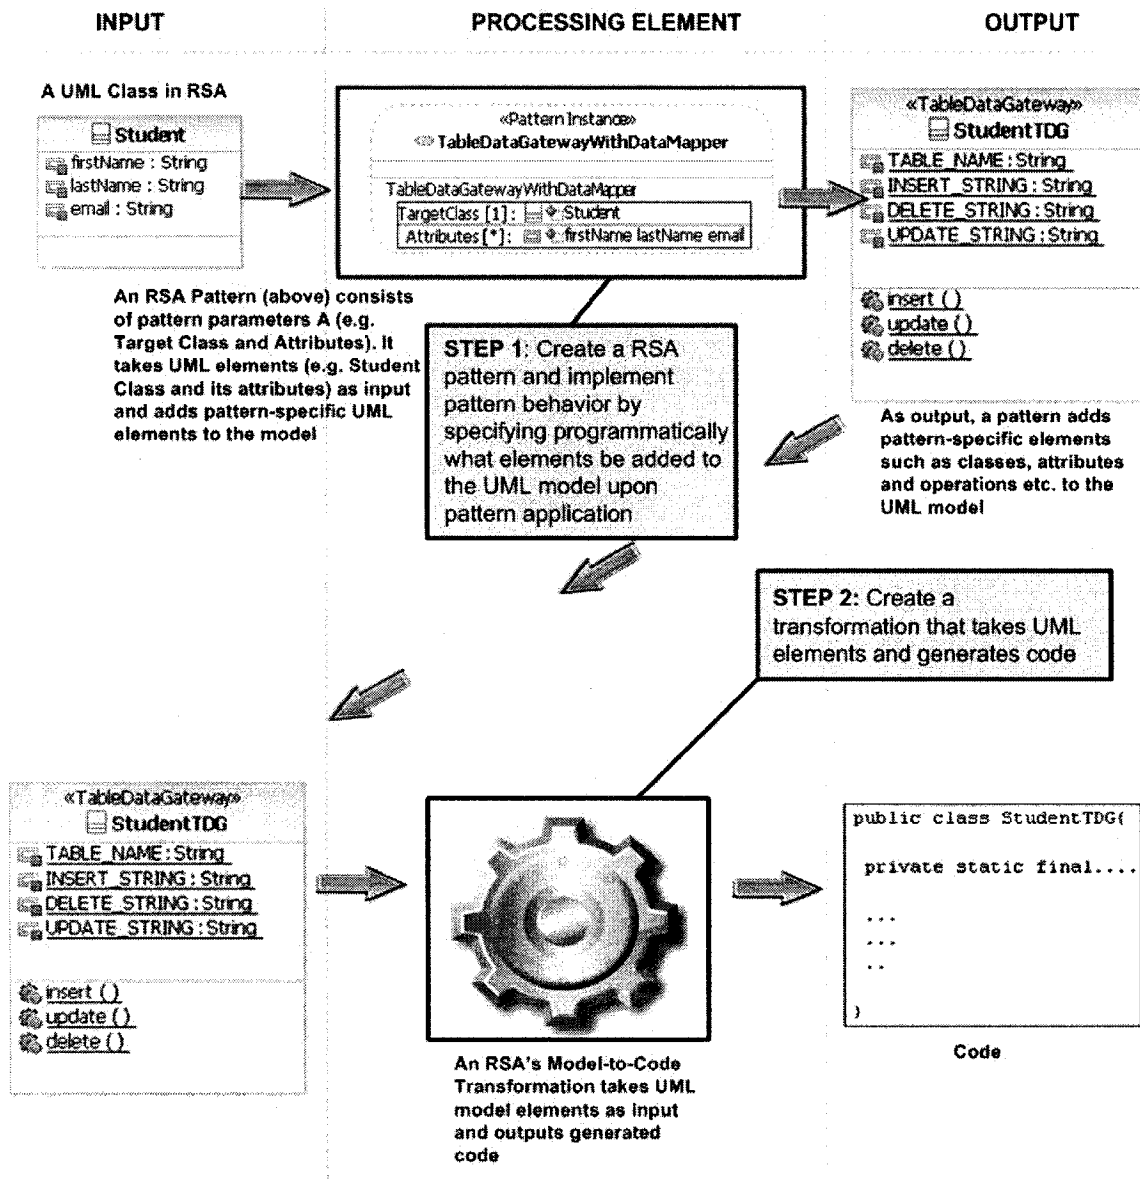 INPUT
PROCESSING ELEMENT
OUTPUT
A UML Class in RSA
Student
firstName : String
lastName : String
email : String
«Pattern Instance»
TableDataGatewayWithDataMapper
TableDataGatewayWithDataMapper
TargetClass [1] : Student
Attributes [*] : firstName lastName email
«TableDataGateway»
StudentTDG
TABLE_NAME : String
INSERT_STRING : String
DELETE_STRING : String
UPDATE_STRING : String
insert ()
update ()
delete ()
An RSA Pattern (above) consists
of pattern parameters A (e.g.
Target Class and Attributes). It
takes UML elements (e.g. Student
Class and its attributes) as input
and adds pattern-specific UML
elements to the model
STEP 1: Create a RSA
pattern and implement
pattern behavior by
specifying programmatically
what elements be added to
the UML model upon
pattern application
As output, a pattern adds
pattern-specific elements
such as classes, attributes
and operations etc. to the
UML model
STEP 2: Create a
transformation that takes UML
elements and generates code
«TableDataGateway»
StudentTDG
TABLE_NAME : String
INSERT_STRING : String
DELETE_STRING : String
UPDATE_STRING : String
insert ()
update ()
delete ()
public class StudentTDG{
private static final....
...
...
..
}
Code
An RSA's Model-to-Code
Transformation takes UML
model elements as input
and outputs generated
code